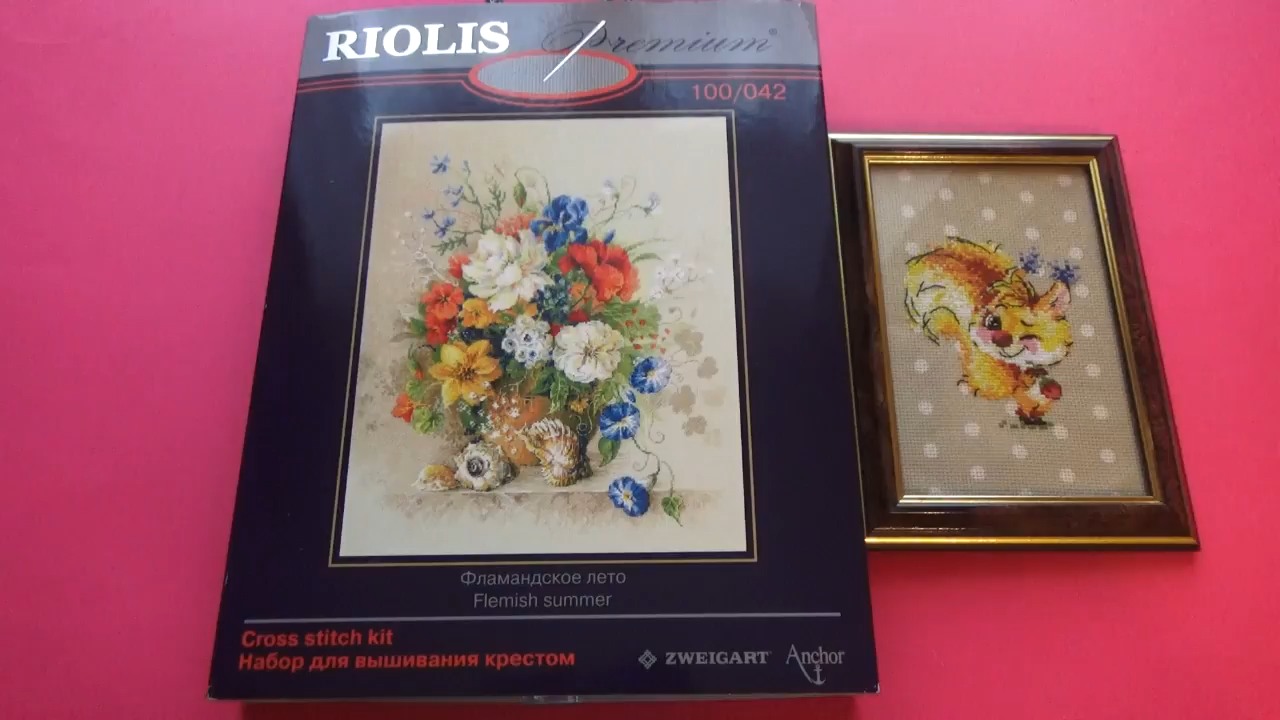 RIOLIS Premium®
100/042
Фламандское лето
Flemish summer
Cross stitch kit
Набор для вышивания крестом
ZWEIGART Anchor